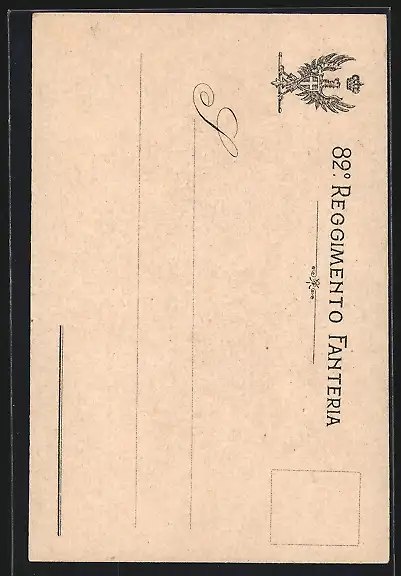 82.° REGGIMENTO FANTERIA
S